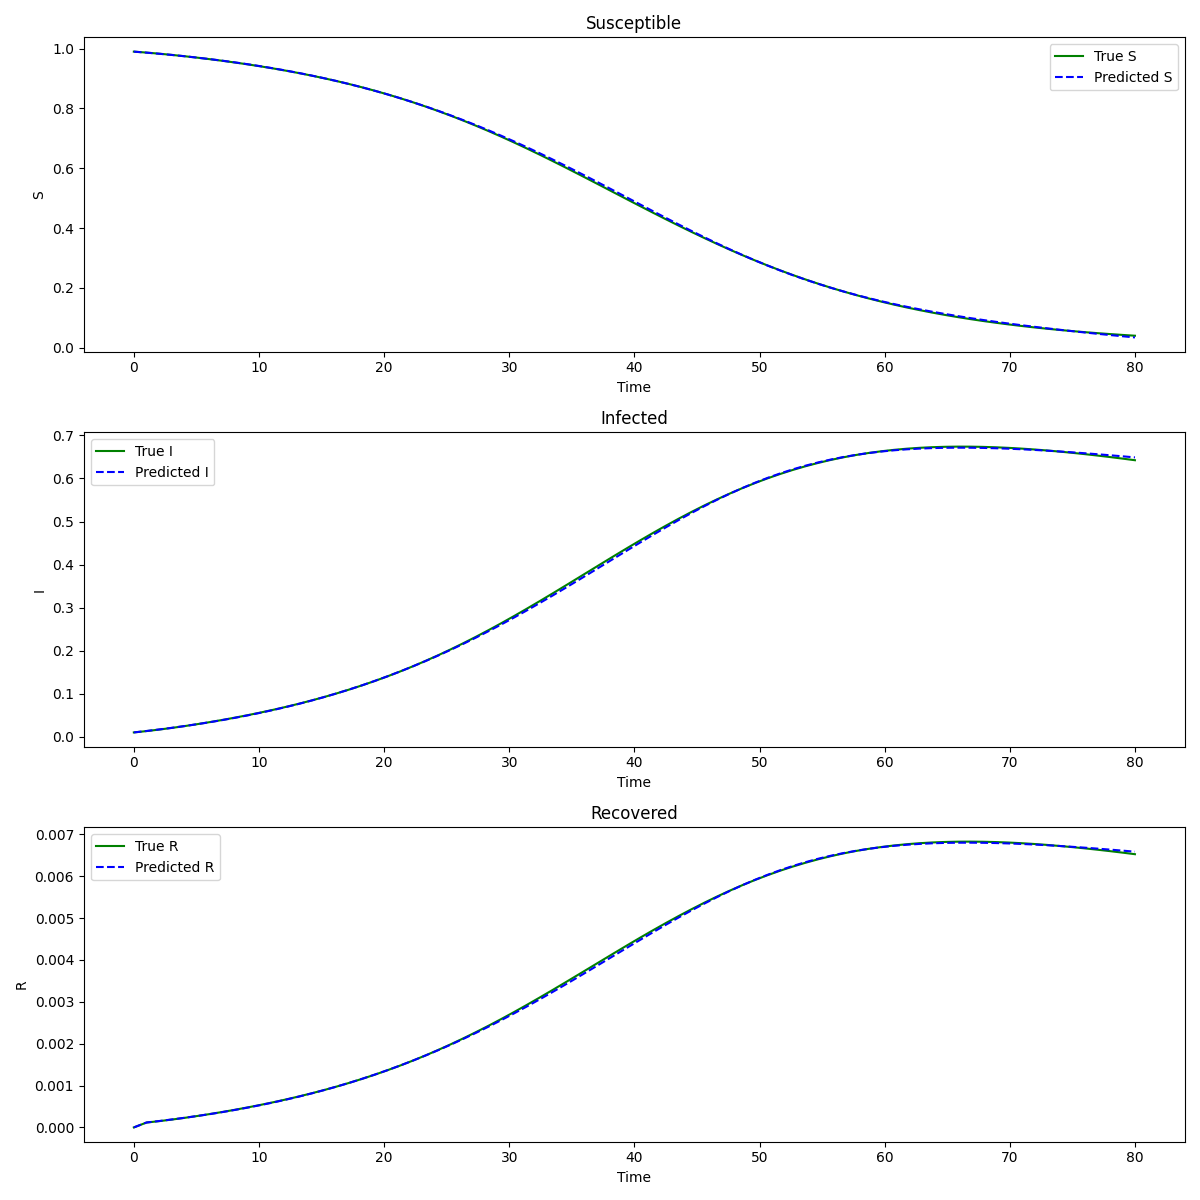 Susceptible
1.0
0.8
0.6
0.4
0.2
0.0
S
True S
Predicted S
0 10 20 30 40 50 60 70 80
Time
Infected
0.7
0.6
0.5
0.4
0.3
0.2
0.1
0.0
I
True I
Predicted I
0 10 20 30 40 50 60 70 80
Time
Recovered
0.007
0.006
0.005
0.004
0.003
0.002
0.001
0.000
R
True R
Predicted R
0 10 20 30 40 50 60 70 80
Time